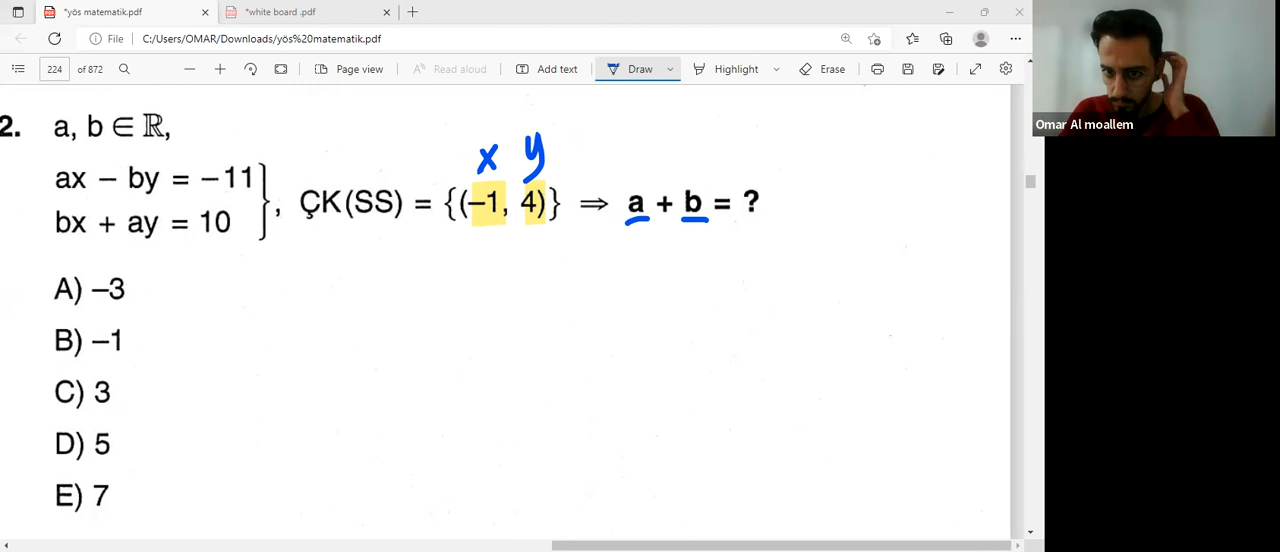 *yös matematik.pdf
*white board .pdf
File C:/Users/OMAR/Downloads/yös%20matematik.pdf
224 of 872 Page view Read aloud Add text Draw Highlight Erase
Omar Al moallem
2. a, b ∈ ℝ,
x y
ax − by = −11
bx + ay = 10
}, ÇK(SS) = {(−1, 4)} ⇒ a + b = ?
A) −3
B) −1
C) 3
D) 5
E) 7